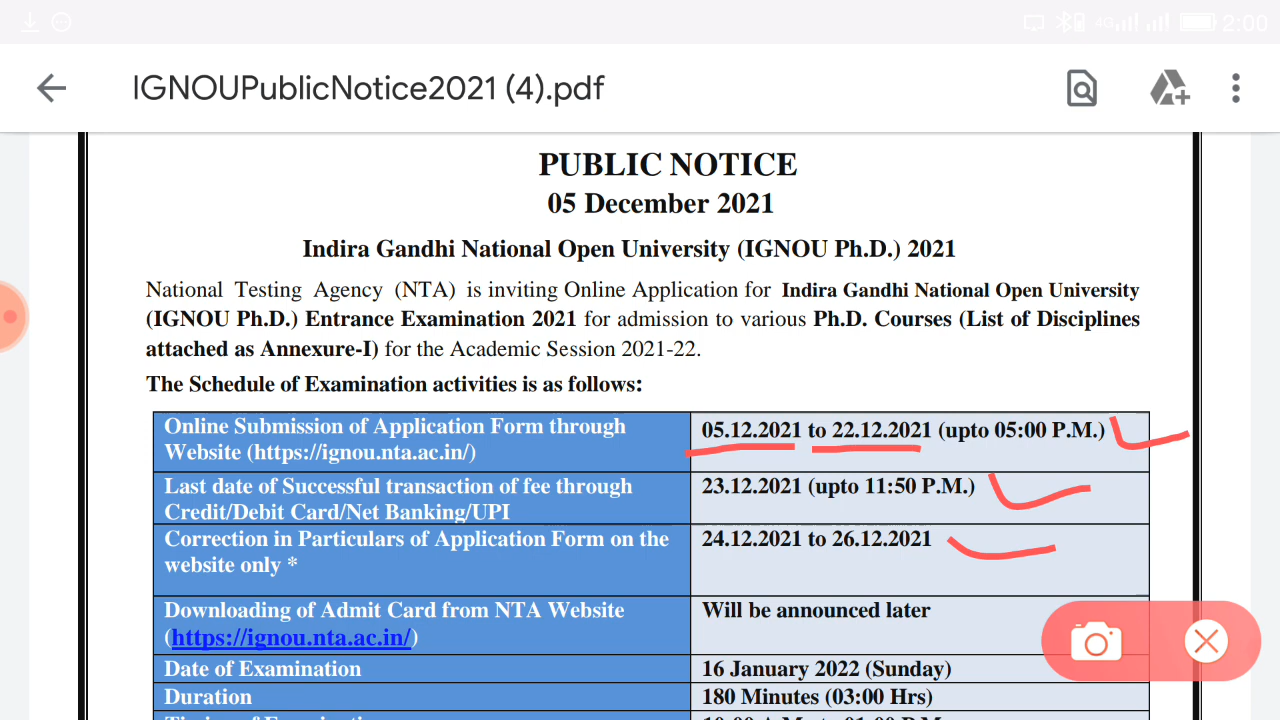 4G 2:00
IGNOUPublicNotice2021 (4).pdf
PUBLIC NOTICE
05 December 2021
Indira Gandhi National Open University (IGNOU Ph.D.) 2021
National Testing Agency (NTA) is inviting Online Application for Indira Gandhi National Open University
(IGNOU Ph.D.) Entrance Examination 2021 for admission to various Ph.D. Courses (List of Disciplines
attached as Annexure-I) for the Academic Session 2021-22.
The Schedule of Examination activities is as follows:
Online Submission of Application Form through
Website (https://ignou.nta.ac.in/)
05.12.2021 to 22.12.2021 (upto 05:00 P.M.)
Last date of Successful transaction of fee through
Credit/Debit Card/Net Banking/UPI
23.12.2021 (upto 11:50 P.M.)
Correction in Particulars of Application Form on the
website only *
24.12.2021 to 26.12.2021
Downloading of Admit Card from NTA Website
(https://ignou.nta.ac.in/)
Will be announced later
Date of Examination
16 January 2022 (Sunday)
Duration
180 Minutes (03:00 Hrs)